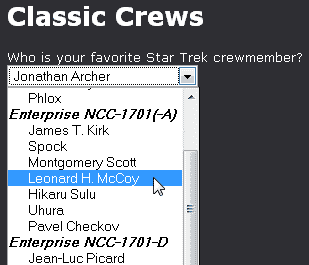 Classic Crews
Who is your favorite Star Trek crewmember?
Jonathan Archer
Phlox
Enterprise NCC-1701(-A)
James T. Kirk
Spock
Montgomery Scott
Leonard H. McCoy
Hikaru Sulu
Uhura
Pavel Checkov
Enterprise NCC-1701-D
Jean-Luc Picard